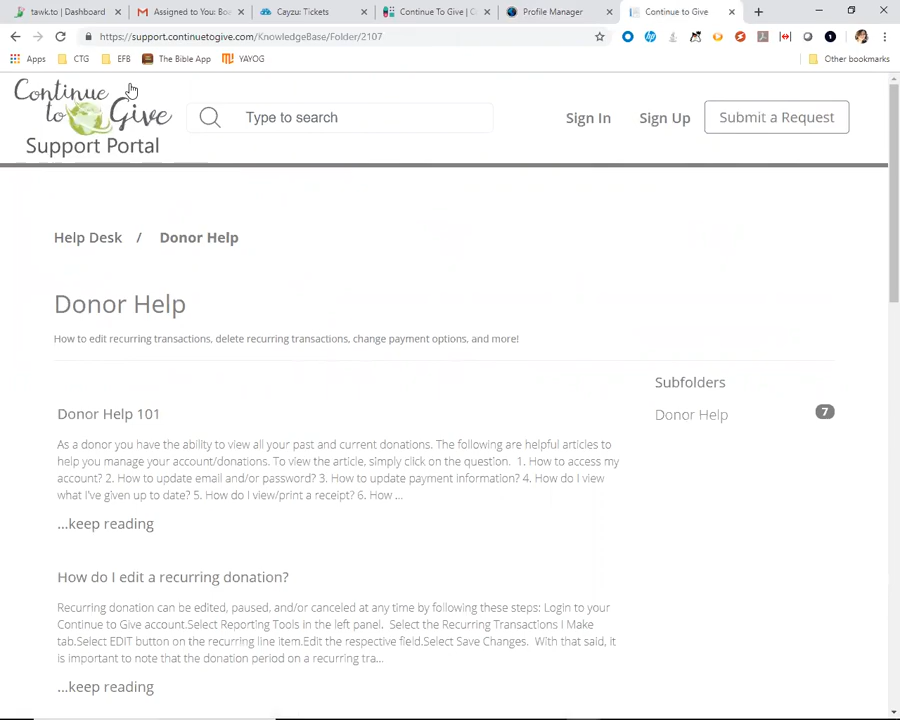 tawk.to | Dashboard
Assigned to You: Boa
Cayzu: Tickets
Continue To Give | C
Profile Manager
Continue to Give
https://support.continuetogive.com/KnowledgeBase/Folder/2107
Apps
CTG
EFB
The Bible App
YAYOG
Other bookmarks
Continue
to Give
Support Portal
Type to search
Sign In
Sign Up
Submit a Request
Help Desk / Donor Help
Donor Help
How to edit recurring transactions, delete recurring transactions, change payment options, and more!
Subfolders
Donor Help 7
Donor Help 101
As a donor you have the ability to view all your past and current donations. The following are helpful articles to
help you manage your account/donations. To view the article, simply click on the question. 1. How to access my
account? 2. How to update email and/or password? 3. How to update payment information? 4. How do I view
what I've given up to date? 5. How do I view/print a receipt? 6. How ...
...keep reading
How do I edit a recurring donation?
Recurring donation can be edited, paused, and/or canceled at any time by following these steps: Login to your
Continue to Give account.Select Reporting Tools in the left panel. Select the Recurring Transactions I Make
tab.Select EDIT button on the recurring line item.Edit the respective field.Select Save Changes. With that said, it
is important to note that the donation period on a recurring tra...
...keep reading